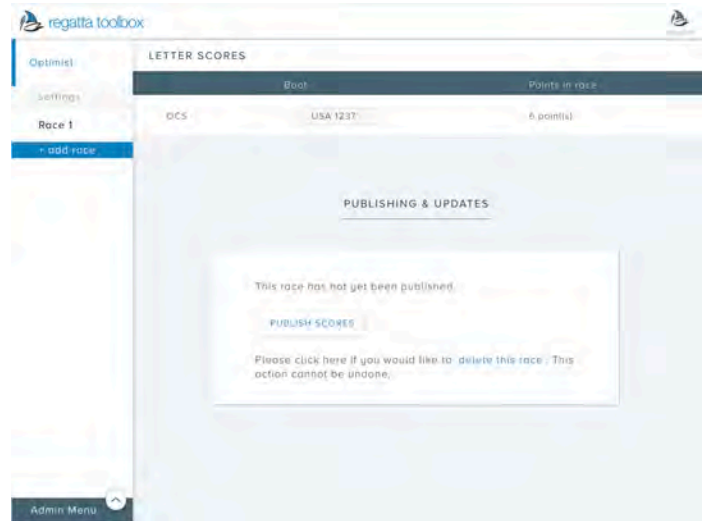 regatta toolbox
Optimist
Settings
Race 1
+ add race
Admin Menu
LETTER SCORES
Boat
Points in race
OCS
USA 1237
6 point(s)
PUBLISHING & UPDATES
This race has not yet been published.
PUBLISH SCORES
Please click here if you would like to delete this race . This
action cannot be undone.